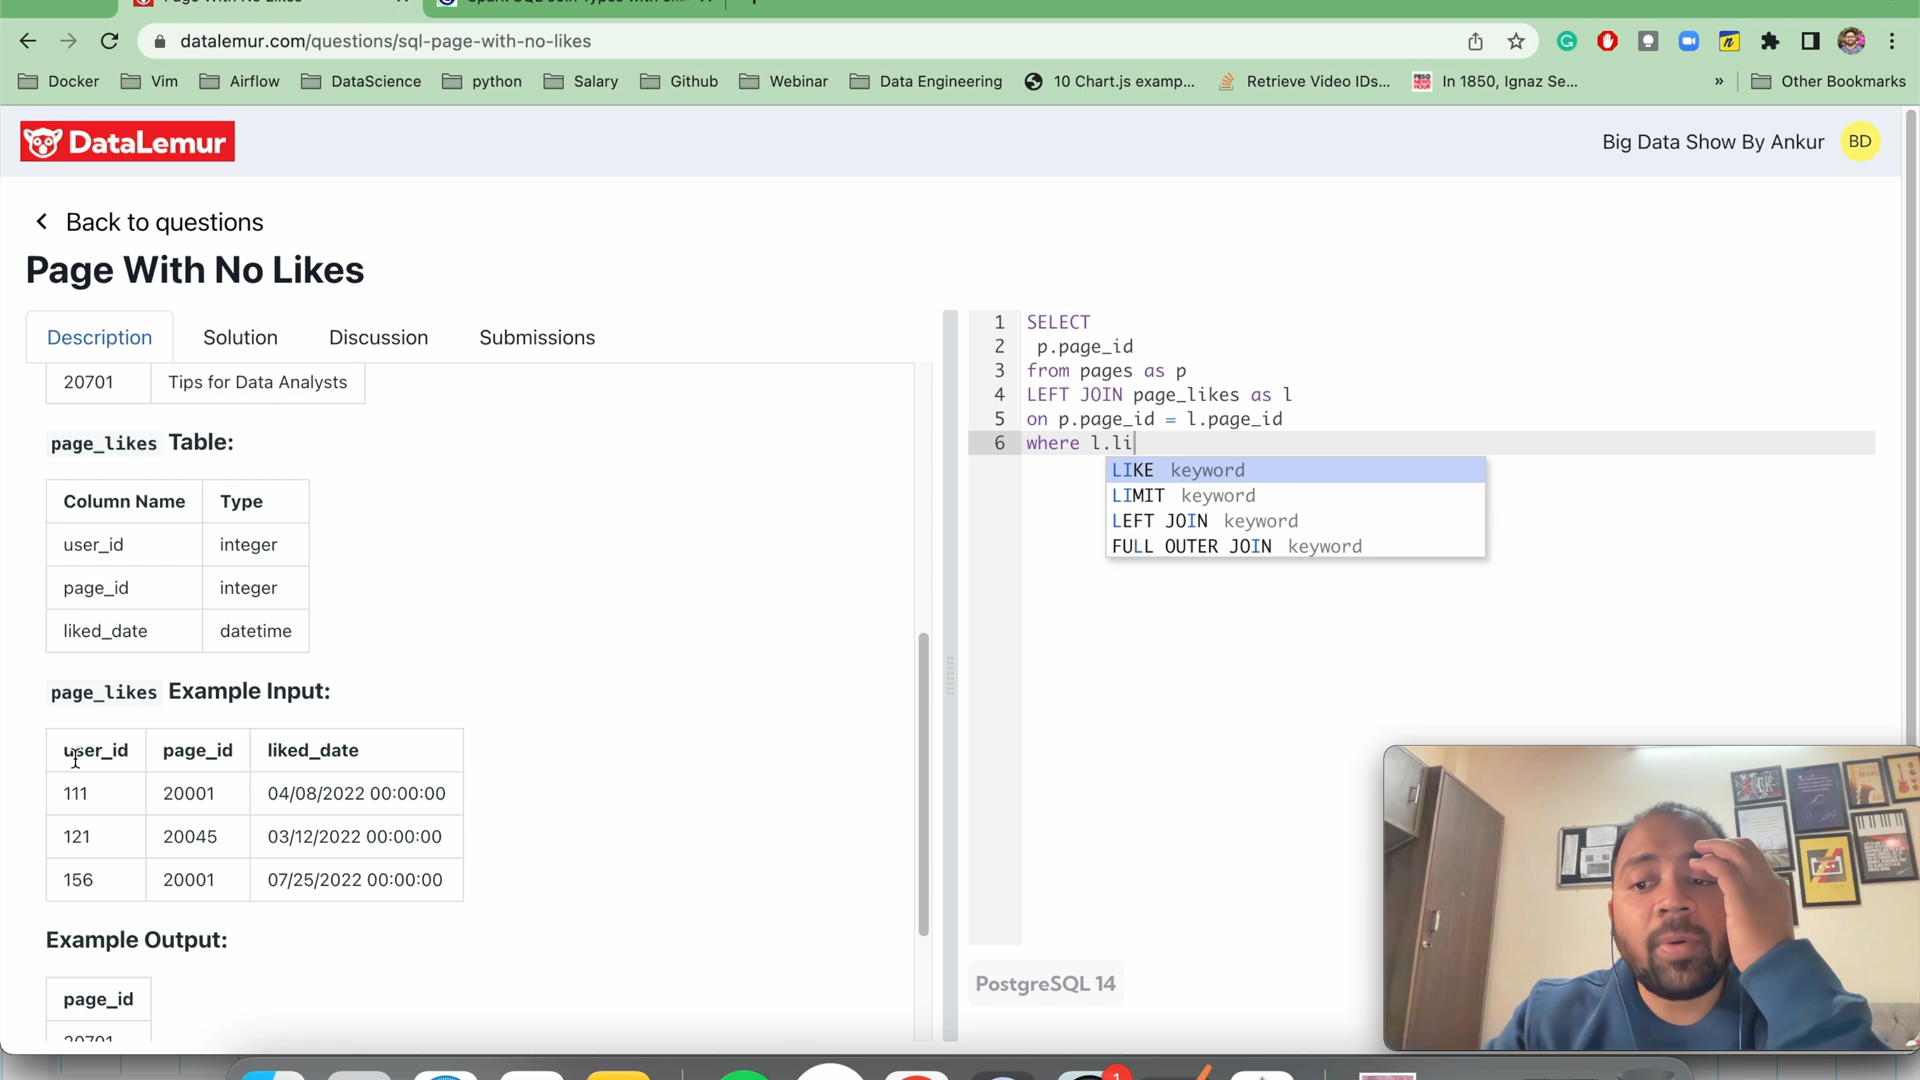 datalemur.com/questions/sql-page-with-no-likes
Docker Vim Airflow DataScience python Salary Github Webinar Data Engineering 10 Chart.js examp... Retrieve Video IDs... In 1850, Ignaz Se... » Other Bookmarks
DataLemur
Big Data Show By Ankur BD
Back to questions
Page With No Likes
Description Solution Discussion Submissions
20701 Tips for Data Analysts
page_likes Table:
Column Name Type
user_id integer
page_id integer
liked_date datetime
page_likes Example Input:
user_id page_id liked_date
111 20001 04/08/2022 00:00:00
121 20045 03/12/2022 00:00:00
156 20001 07/25/2022 00:00:00
Example Output:
page_id
20701
1 SELECT
2 p.page_id
3 from pages as p
4 LEFT JOIN page_likes as l
5 on p.page_id = l.page_id
6 where l.li
LIKE keyword
LIMIT keyword
LEFT JOIN keyword
FULL OUTER JOIN keyword
PostgreSQL 14
1